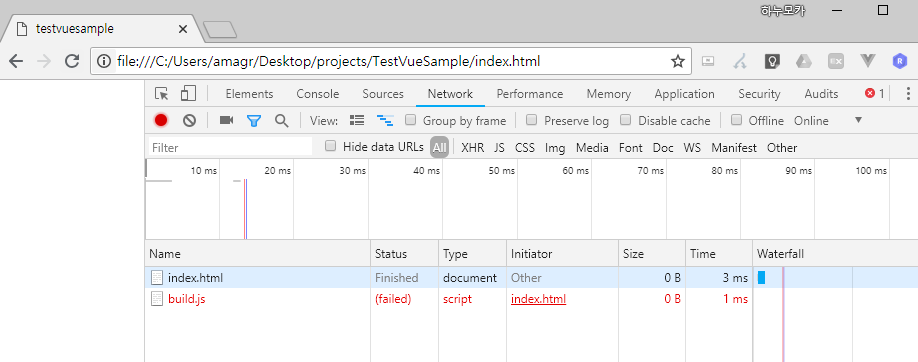 하누모카
testvuesample
file:///C:/Users/amagr/Desktop/projects/TestVueSample/index.html
Elements Console Sources Network Performance Memory Application Security Audits 1
View: Group by frame Preserve log Disable cache Offline Online
Filter Hide data URLs All XHR JS CSS Img Media Font Doc WS Manifest Other
10 ms 20 ms 30 ms 40 ms 50 ms 60 ms 70 ms 80 ms 90 ms 100 ms
Name Status Type Initiator Size Time Waterfall
index.html Finished document Other 0 B 3 ms
build.js (failed) script index.html 0 B 1 ms